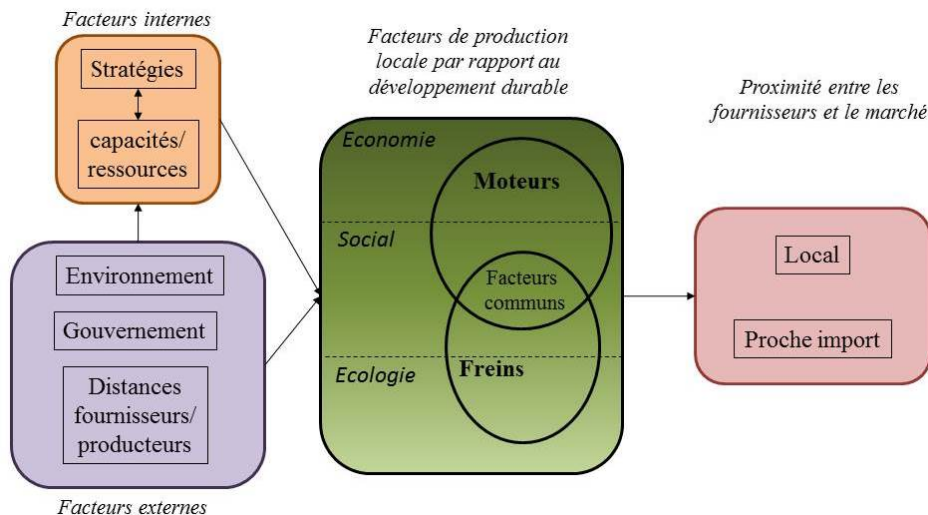 Facteurs internes
Stratégies
capacités/
ressources
Environnement
Gouvernement
Distances
fournisseurs/
producteurs
Facteurs externes
Facteurs de production
locale par rapport au
développement durable
Economie
Moteurs
Social
Facteurs
communs
Ecologie
Freins
Proximité entre les
fournisseurs et le marché
Local
Proche import